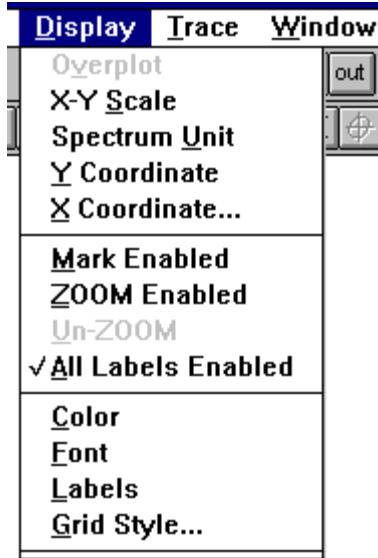 Display Trace Window
Overplot
out
X-Y Scale
Spectrum Unit
Y Coordinate
X Coordinate...
Mark Enabled
ZOOM Enabled
Un-ZOOM
√All Labels Enabled
Color
Font
Labels
Grid Style...